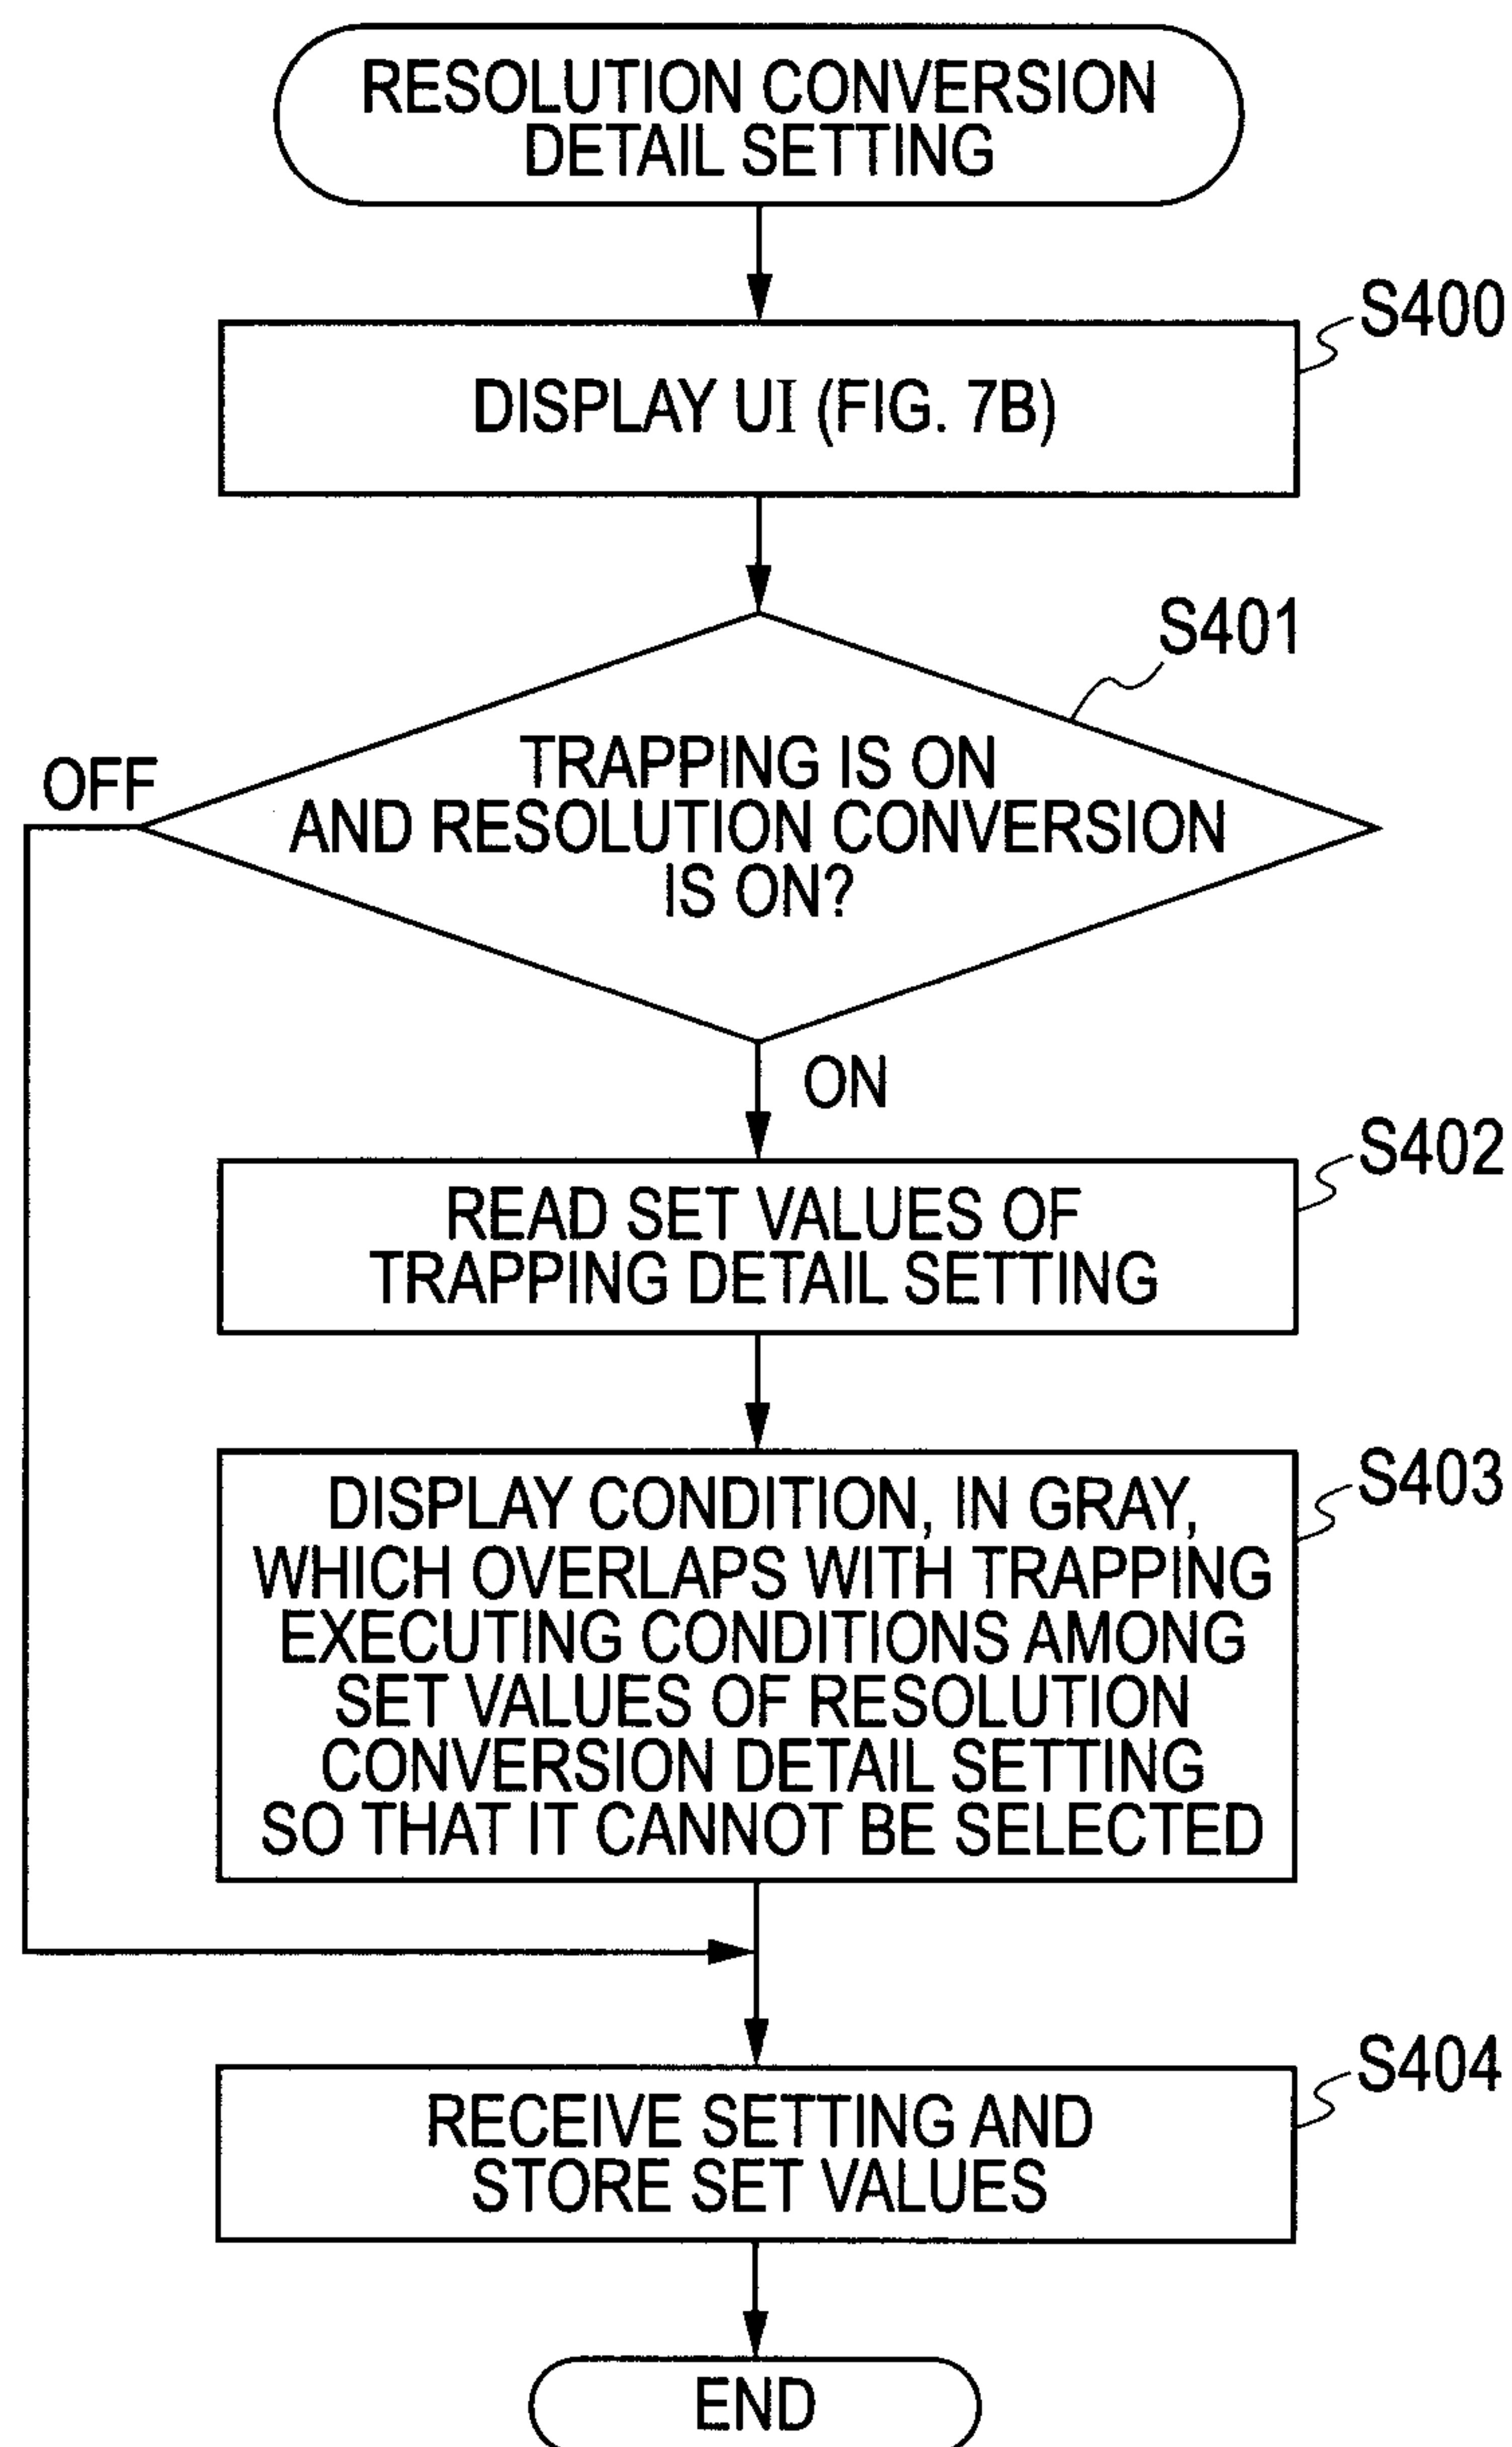 RESOLUTION CONVERSION
DETAIL SETTING
S400
DISPLAY UI (FIG. 7B)
S401
TRAPPING IS ON
AND RESOLUTION CONVERSION
IS ON?
OFF
ON
S402
READ SET VALUES OF
TRAPPING DETAIL SETTING
S403
DISPLAY CONDITION, IN GRAY,
WHICH OVERLAPS WITH TRAPPING
EXECUTING CONDITIONS AMONG
SET VALUES OF RESOLUTION
CONVERSION DETAIL SETTING
SO THAT IT CANNOT BE SELECTED
S404
RECEIVE SETTING AND
STORE SET VALUES
END